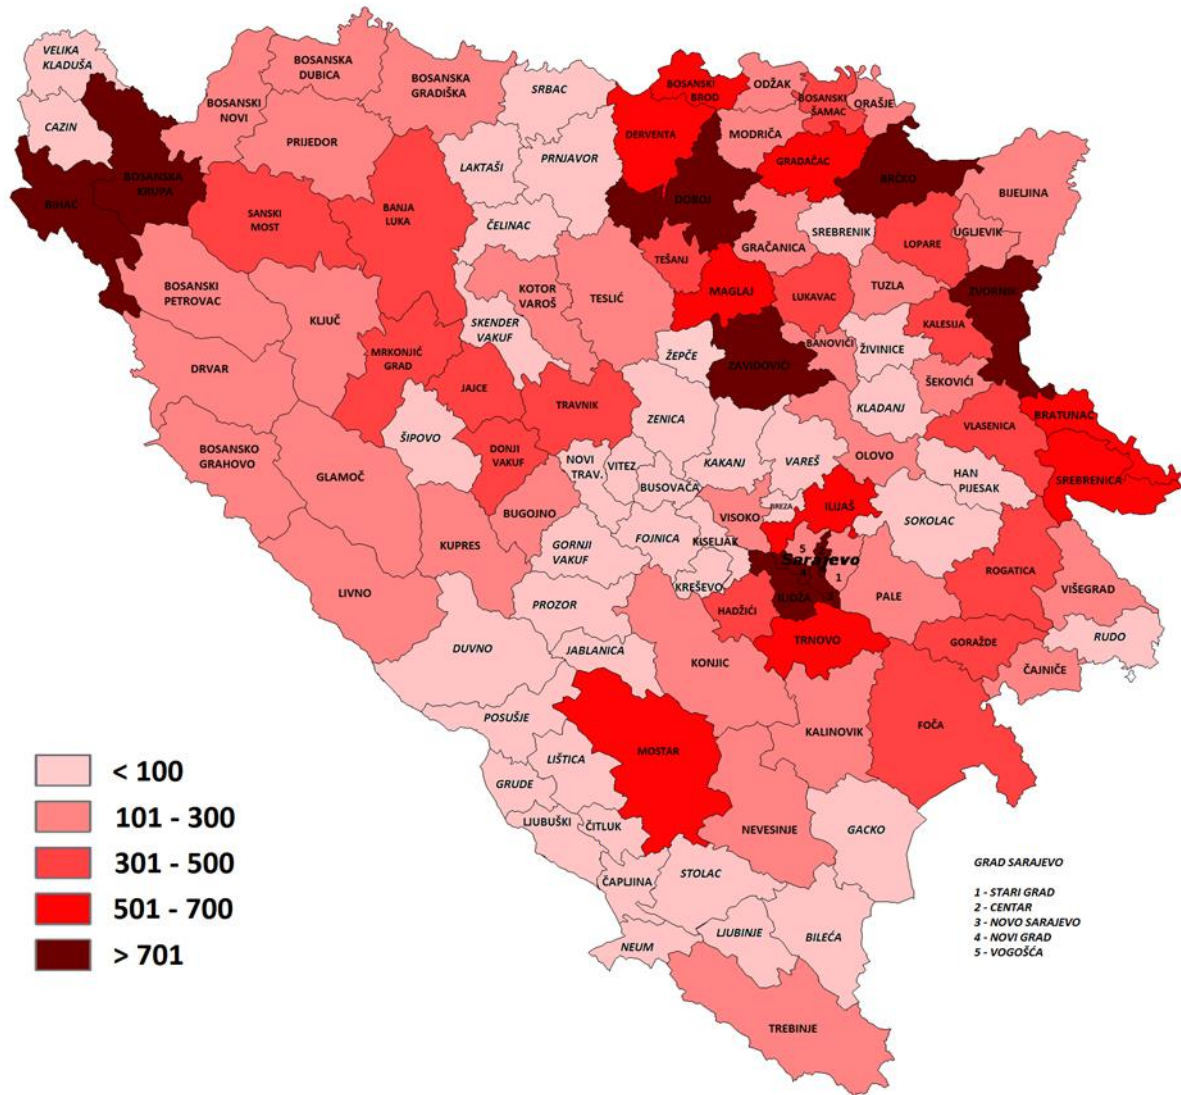 VELIKA
KLADUŠA
CAZIN
BIHAĆ
BOSANSKA
KRUPA
BOSANSKI
NOVI
BOSANSKA
DUBICA
BOSANSKA
GRADIŠKA
PRIJEDOR
SANSKI
MOST
BANJA
LUKA
SRBAC
LAKTAŠI
PRNJAVOR
ČELINAC
DERVENTA
BOSANSKI
BROD
ODŽAK
BOSANSKI
ŠAMAC
ORAŠJE
MODRIČA
GRADAČAC
BRČKO
BIJELJINA
DOBOJ
GRAČANICA
SREBRENIK
LOPARE
UGLJEVIK
TEŠANJ
MAGLAJ
LUKAVAC
TUZLA
ZVORNIK
KALESIJA
BOSANSKI
PETROVAC
KLJUČ
KOTOR
VAROŠ
TESLIĆ
SKENDER
VAKUF
MRKONJIĆ
GRAD
DRVAR
JAJCE
ŽEPČE
ZAVIDOVIĆI
BANOVIĆI
ŽIVINICE
ŠEKOVIĆI
TRAVNIK
ZENICA
KLADANJ
VLASENICA
BRATUNAC
ŠIPOVO
BOSANSKO
GRAHOVO
GLAMOČ
DONJI
VAKUF
NOVI
TRAV.
VITEZ
BUSOVAČA
KAKANJ
VAREŠ
OLOVO
HAN
PIJESAK
SREBRENICA
BUGOJNO
BREZA
ILIJAŠ
VISOKO
SOKOLAC
KUPRES
GORNJI
VAKUF
FOJNICA
KISELJAK
5
Sarajevo
4
1
KREŠEVO
ILIDŽA
3
HADŽIĆI
PALE
ROGATICA
VIŠEGRAD
LIVNO
PROZOR
TRNOVO
GORAŽDE
RUDO
DUVNO
JABLANICA
KONJIC
ČAJNIČE
POSUŠJE
MOSTAR
KALINOVIK
FOČA
LIŠTICA
GRUDE
LJUBUŠKI
ČITLUK
NEVESINJE
GACKO
ČAPLJINA
STOLAC
NEUM
LJUBINJE
BILEĆA
TREBINJE
< 100
101 - 300
301 - 500
501 - 700
> 701
GRAD SARAJEVO
1 - STARI GRAD
2 - CENTAR
3 - NOVO SARAJEVO
4 - NOVI GRAD
5 - VOGOŠĆA